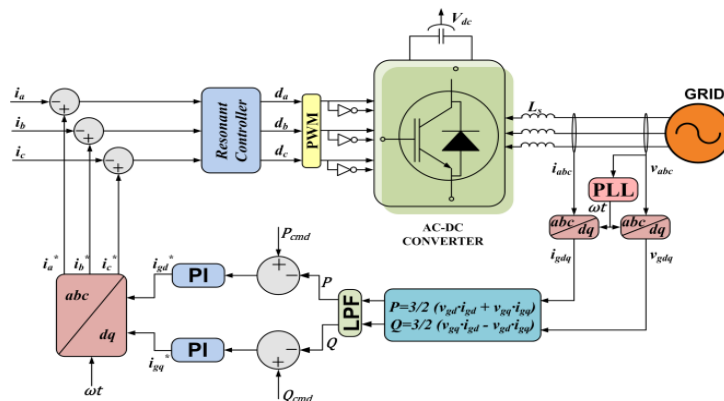 V_dc
GRID
i_a
i_b
i_c
Resonant Controller
d_a
d_b
d_c
PWM
L_s
i_abc
v_abc
PLL
ωt
abc
dq
abc
dq
AC-DC
CONVERTER
i_gdq
v_gdq
P_cmd
i_a*
i_b*
i_c*
i_gd*
PI
P
abc
dq
LPF
P=3/2 (v_gd·i_gd + v_gq·i_gq)
Q=3/2 (v_gq·i_gd - v_gd·i_gq)
i_gq*
PI
Q
ωt
Q_cmd